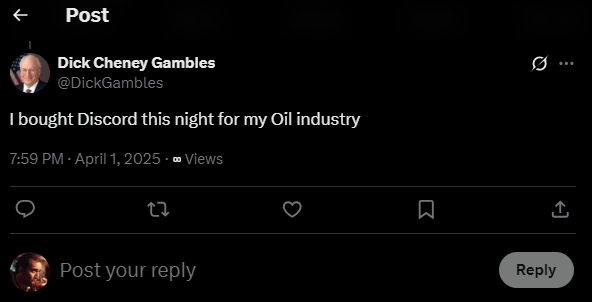 Post
Dick Cheney Gambles
@DickGambles
I bought Discord this night for my Oil industry
7:59 PM · April 1, 2025 · ∞ Views
Post your reply
Reply